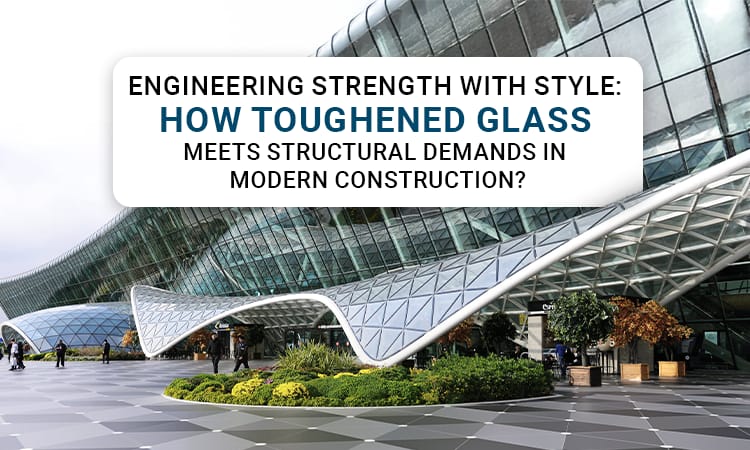 ENGINEERING STRENGTH WITH STYLE:
HOW TOUGHENED GLASS
MEETS STRUCTURAL DEMANDS IN
MODERN CONSTRUCTION?